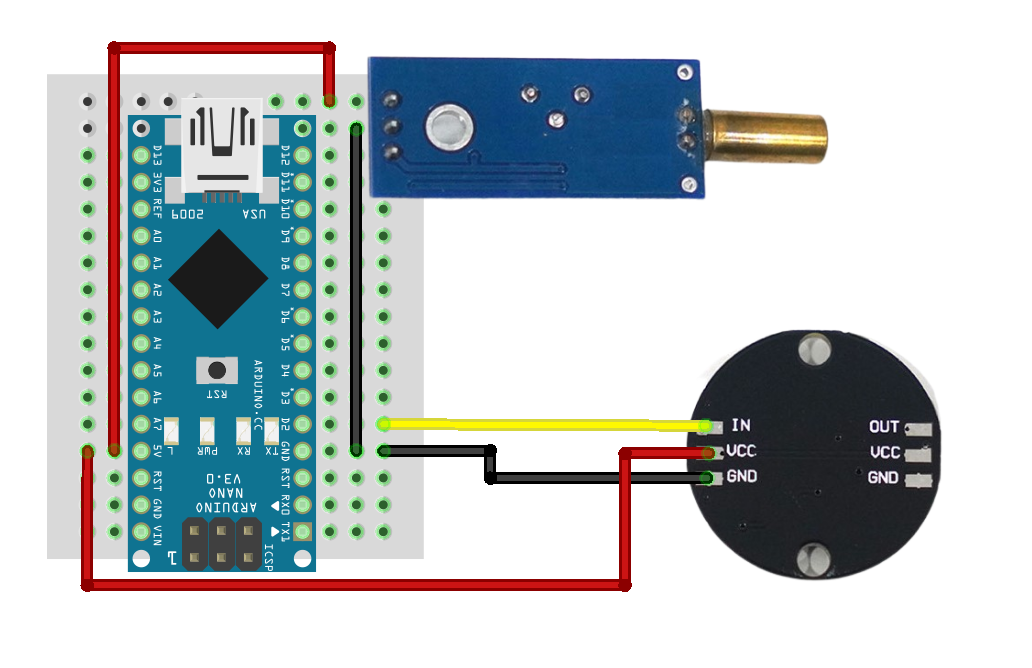 5009
USA
D13
3V3
REF
A0
A1
A2
A3
A4
A5
A6
A7
5V
RST
GND
VIN
D12
D11
D10
D9
D8
D7
D6
D5
D4
D3
D2
GND
RST
RX0
TX1
RST
ARDUINO.CC
L
PWR
RX
TX
V3.0
NANO
ARDUINO
1
ICSP
IN
VCC
GND
OUT
VCC
GND